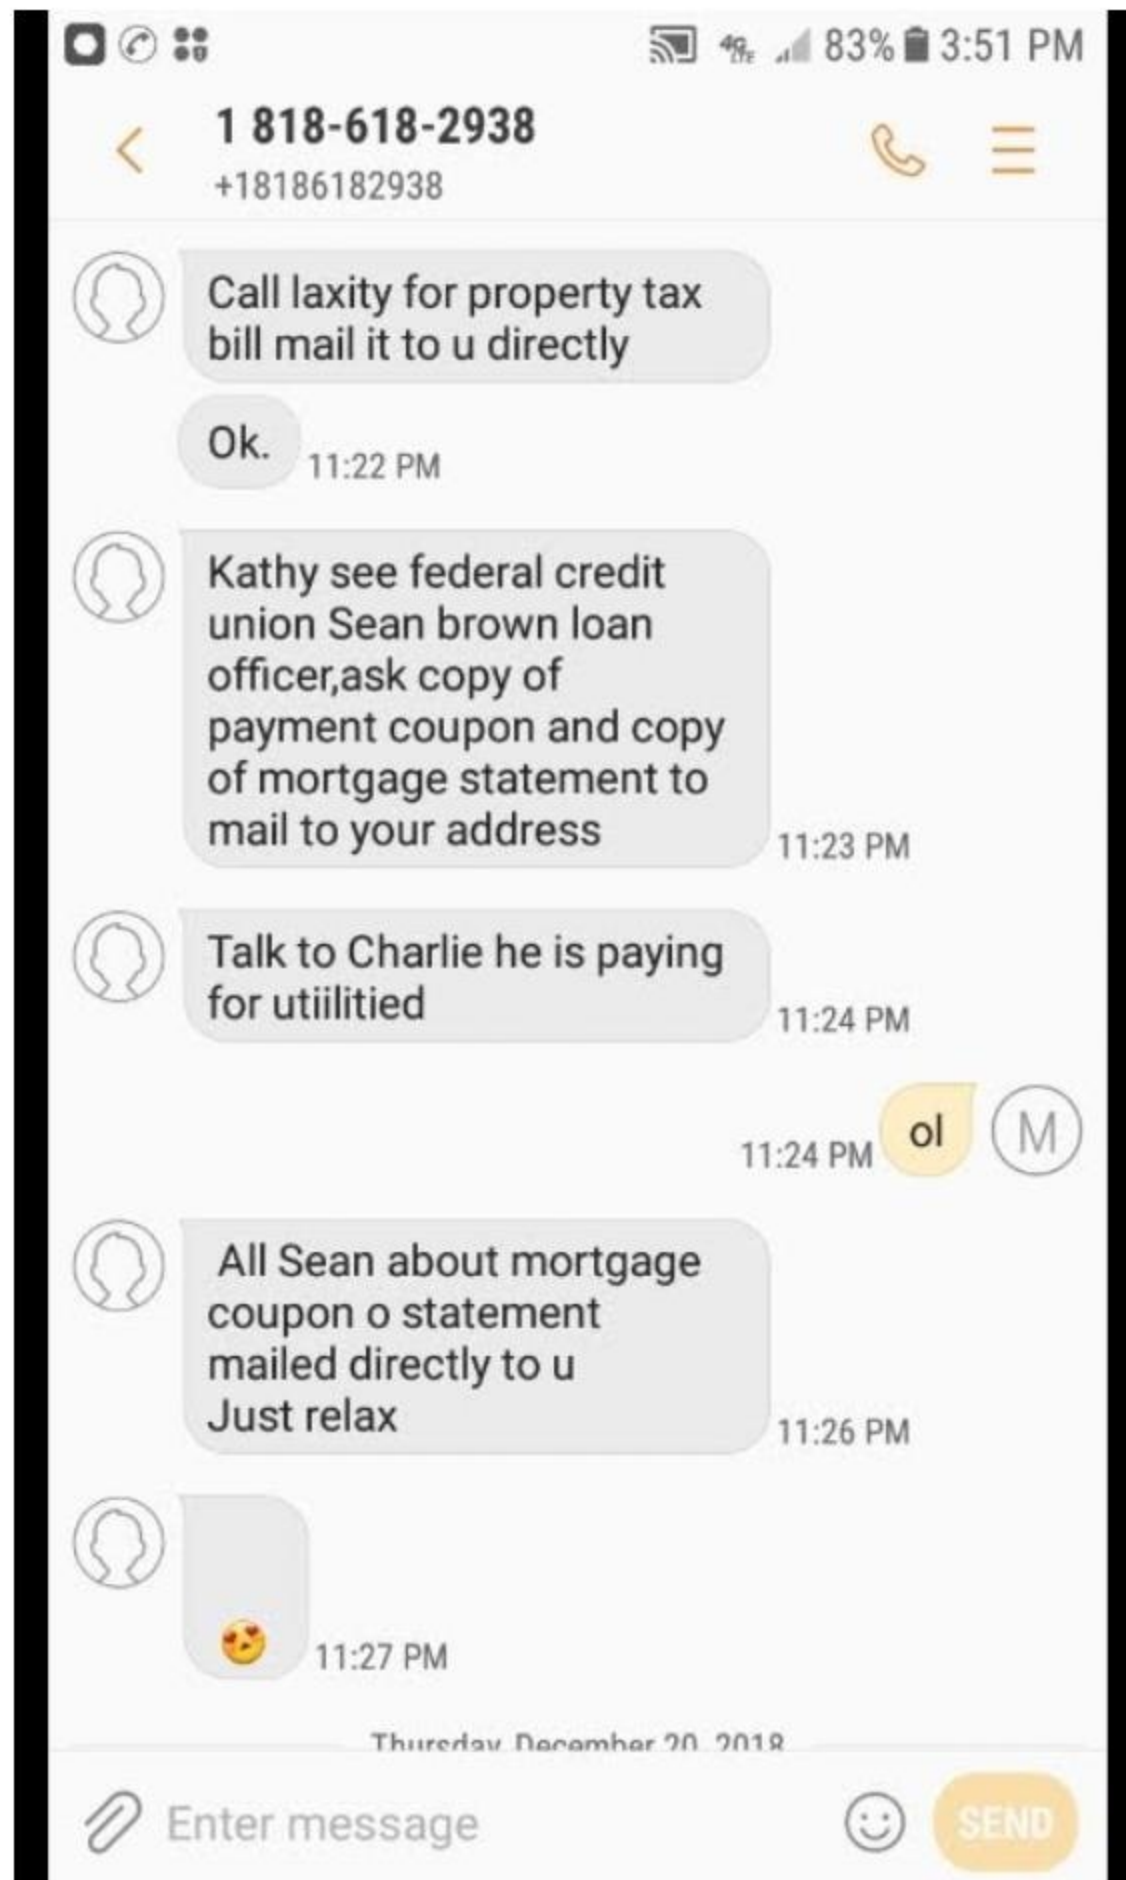 4G LTE 83% 3:51 PM
1 818-618-2938
+18186182938
Call laxity for property tax
bill mail it to u directly
Ok.
11:22 PM
Kathy see federal credit
union Sean brown loan
officer,ask copy of
payment coupon and copy
of mortgage statement to
mail to your address
11:23 PM
Talk to Charlie he is paying
for utiilitied
11:24 PM
ol
M
11:24 PM
All Sean about mortgage
coupon o statement
mailed directly to u
Just relax
11:26 PM
11:27 PM
Thursday, December 20, 2018
Enter message
SEND